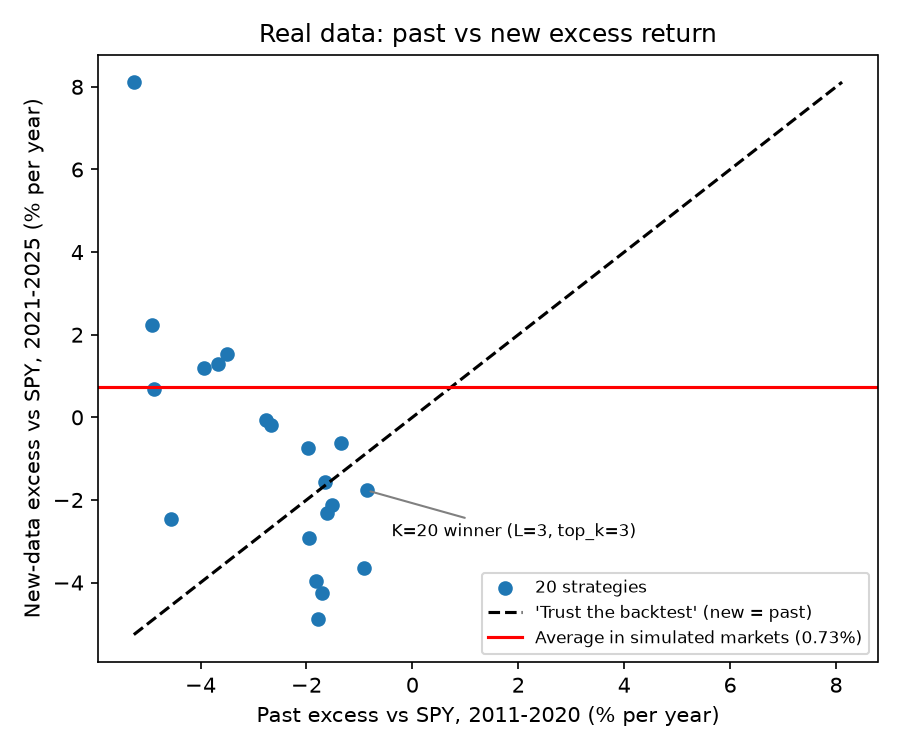 Real data: past vs new excess return
New-data excess vs SPY, 2021-2025 (% per year)
8
6
4
2
0
−2
−4
K=20 winner (L=3, top_k=3)
20 strategies
'Trust the backtest' (new = past)
Average in simulated markets (0.73%)
−4
−2
0
2
4
6
8
Past excess vs SPY, 2011-2020 (% per year)